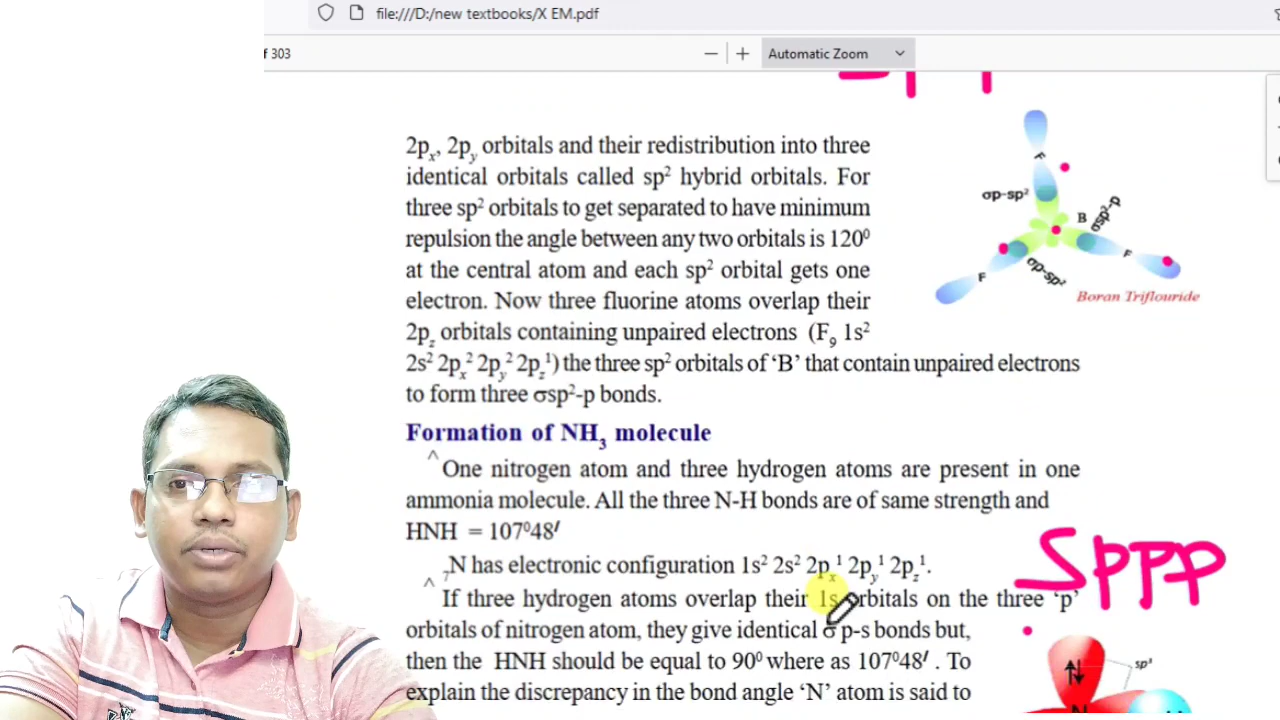 file:///D:/new textbooks/X EM.pdf
f 303
Automatic Zoom
2pₓ, 2pᵧ orbitals and their redistribution into three
identical orbitals called sp² hybrid orbitals. For
three sp² orbitals to get separated to have minimum
repulsion the angle between any two orbitals is 120⁰
at the central atom and each sp² orbital gets one
electron. Now three fluorine atoms overlap their
2p_z orbitals containing unpaired electrons (F₉ 1s²
2s² 2pₓ² 2pᵧ² 2p_z¹) the three sp² orbitals of ‘B’ that contain unpaired electrons
to form three σsp²-p bonds.
F
σp-sp²
B
σsp²-p
F
σp-sp²
F
Boran Triflouride
Formation of NH₃ molecule
One nitrogen atom and three hydrogen atoms are present in one
ammonia molecule. All the three N-H bonds are of same strength and
^
HNH = 107⁰48′
₇N has electronic configuration 1s² 2s² 2pₓ¹ 2pᵧ¹ 2p_z¹.
If three hydrogen atoms overlap their 1s orbitals on the three ‘p’
orbitals of nitrogen atom, they give identical σ p-s bonds but,
^
then the HNH should be equal to 90⁰ where as 107⁰48′ . To
explain the discrepancy in the bond angle ‘N’ atom is said to
SPPP
sp³
N